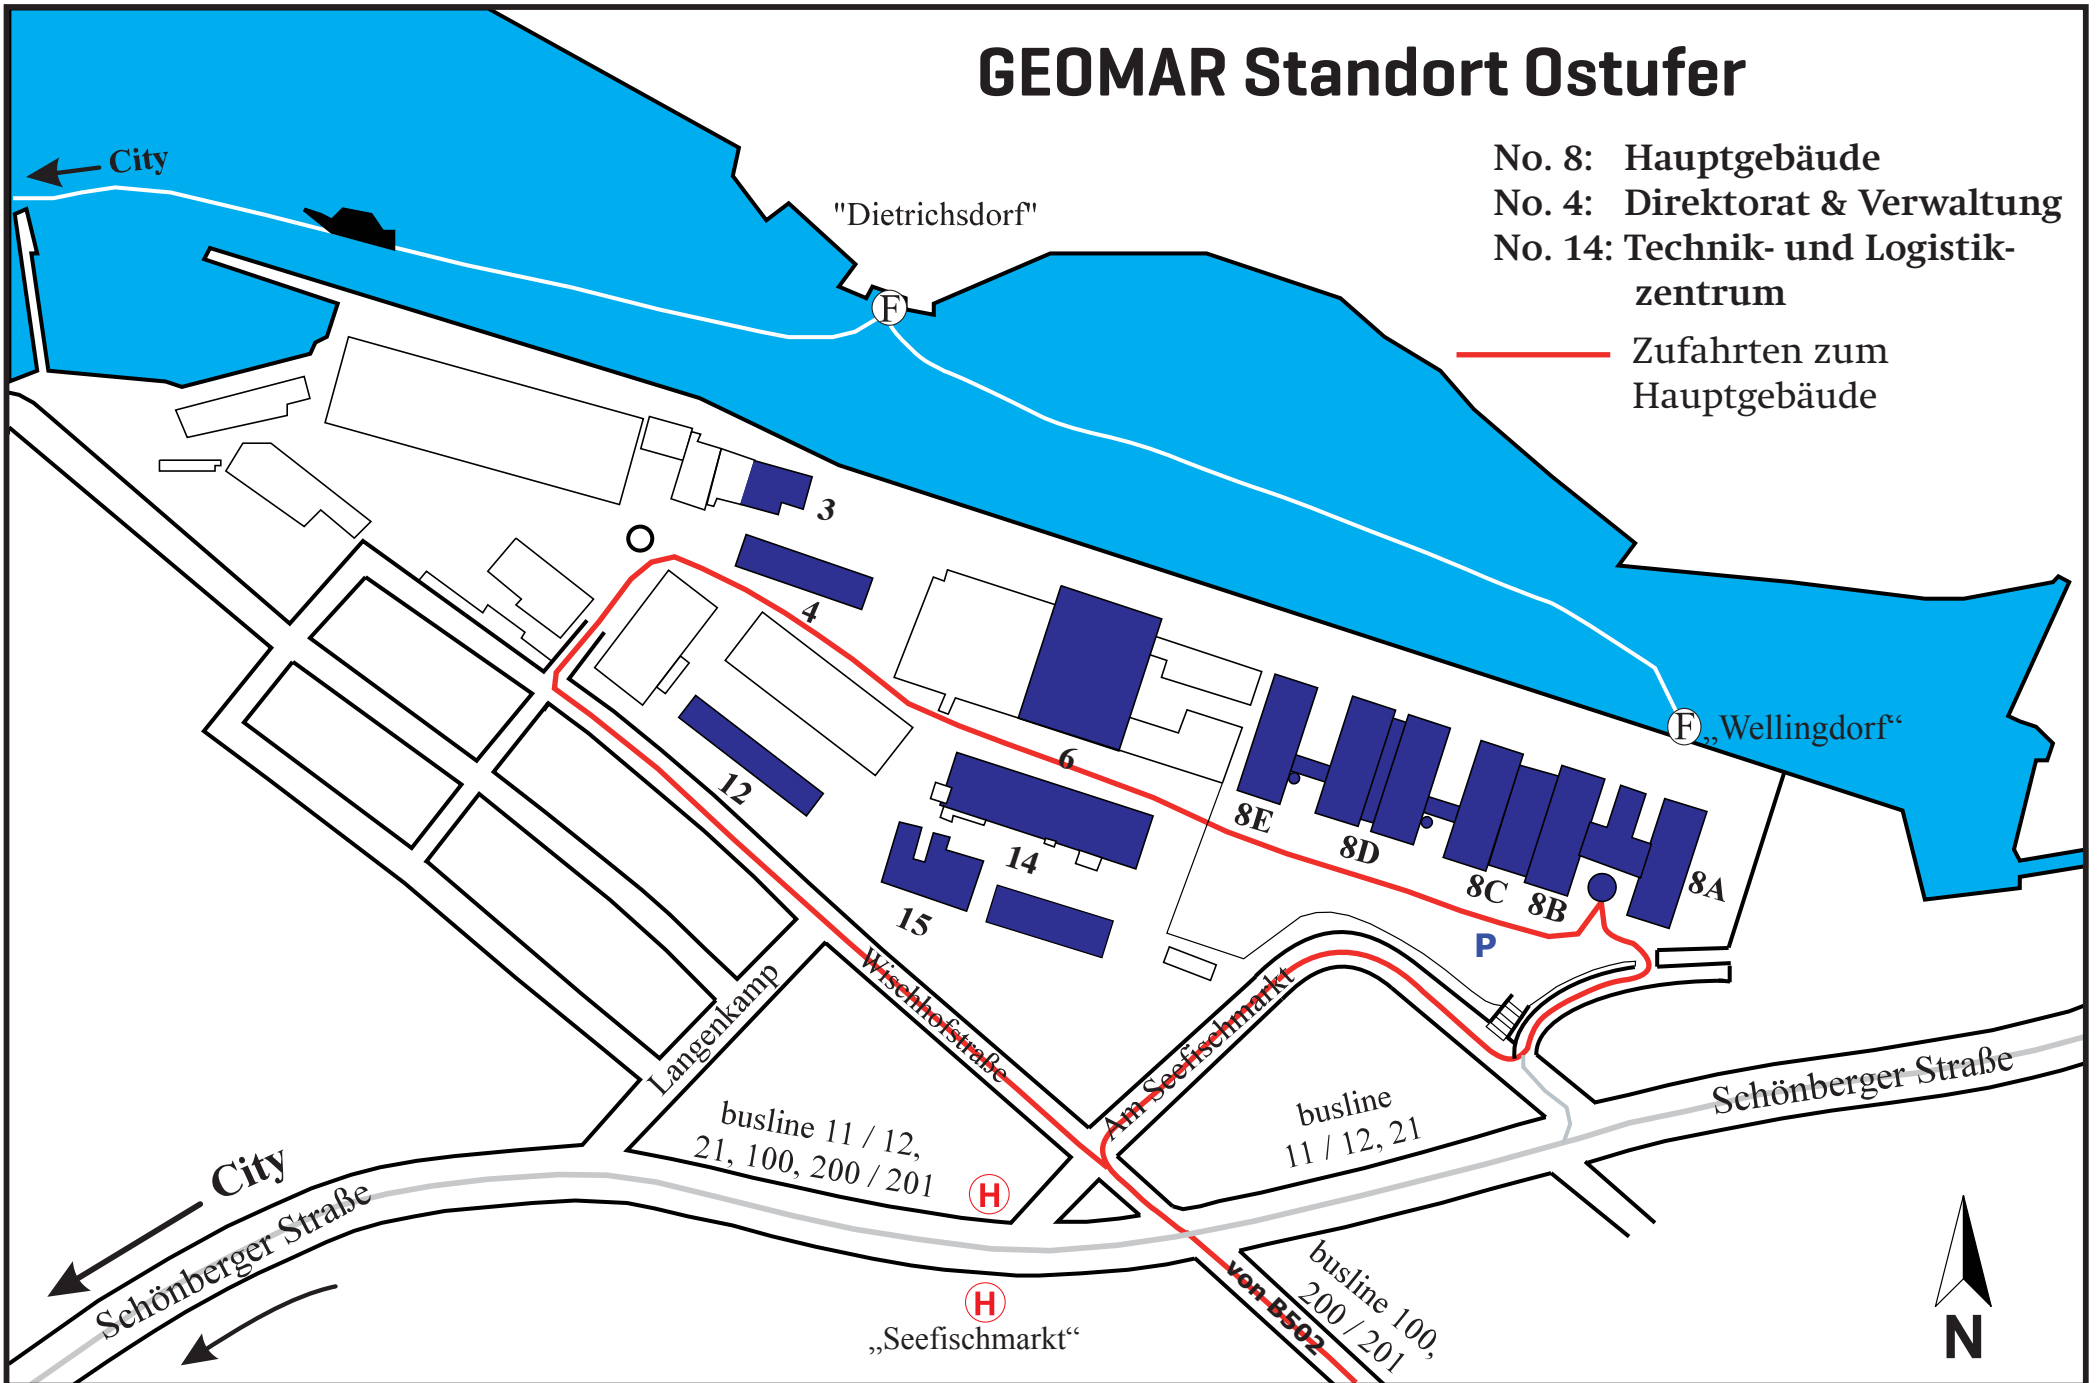 GEOMAR Standort Ostufer
No. 8: Hauptgebäude
No. 4: Direktorat & Verwaltung
No. 14: Technik- und Logistik-
zentrum
Zufahrten zum
Hauptgebäude
City
"Dietrichsdorf"
F
3
4
6
12
14
15
F
„Wellingdorf“
8E
8D
8C
8B
8A
P
Langenkamp
Wischhofstraße
Am Seefischmarkt
Schönberger Straße
busline 11 / 12,
21, 100, 200 / 201
busline
11 / 12, 21
City
Schönberger Straße
H
H
„Seefischmarkt“
von B502
busline 100,
200 / 201
N